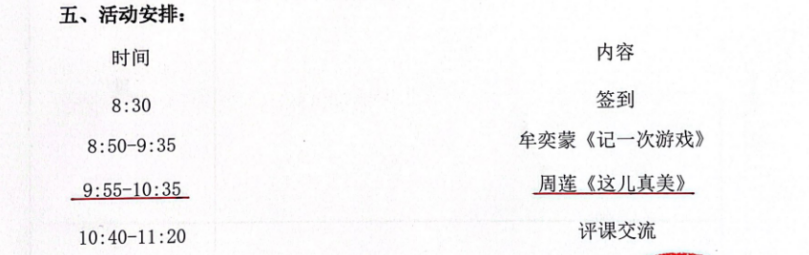 五、活动安排：
时间 内容
8:30 签到
8:50-9:35 牟奕蒙《记一次游戏》
9:55-10:35 周莲《这儿真美》
10:40-11:20 评课交流